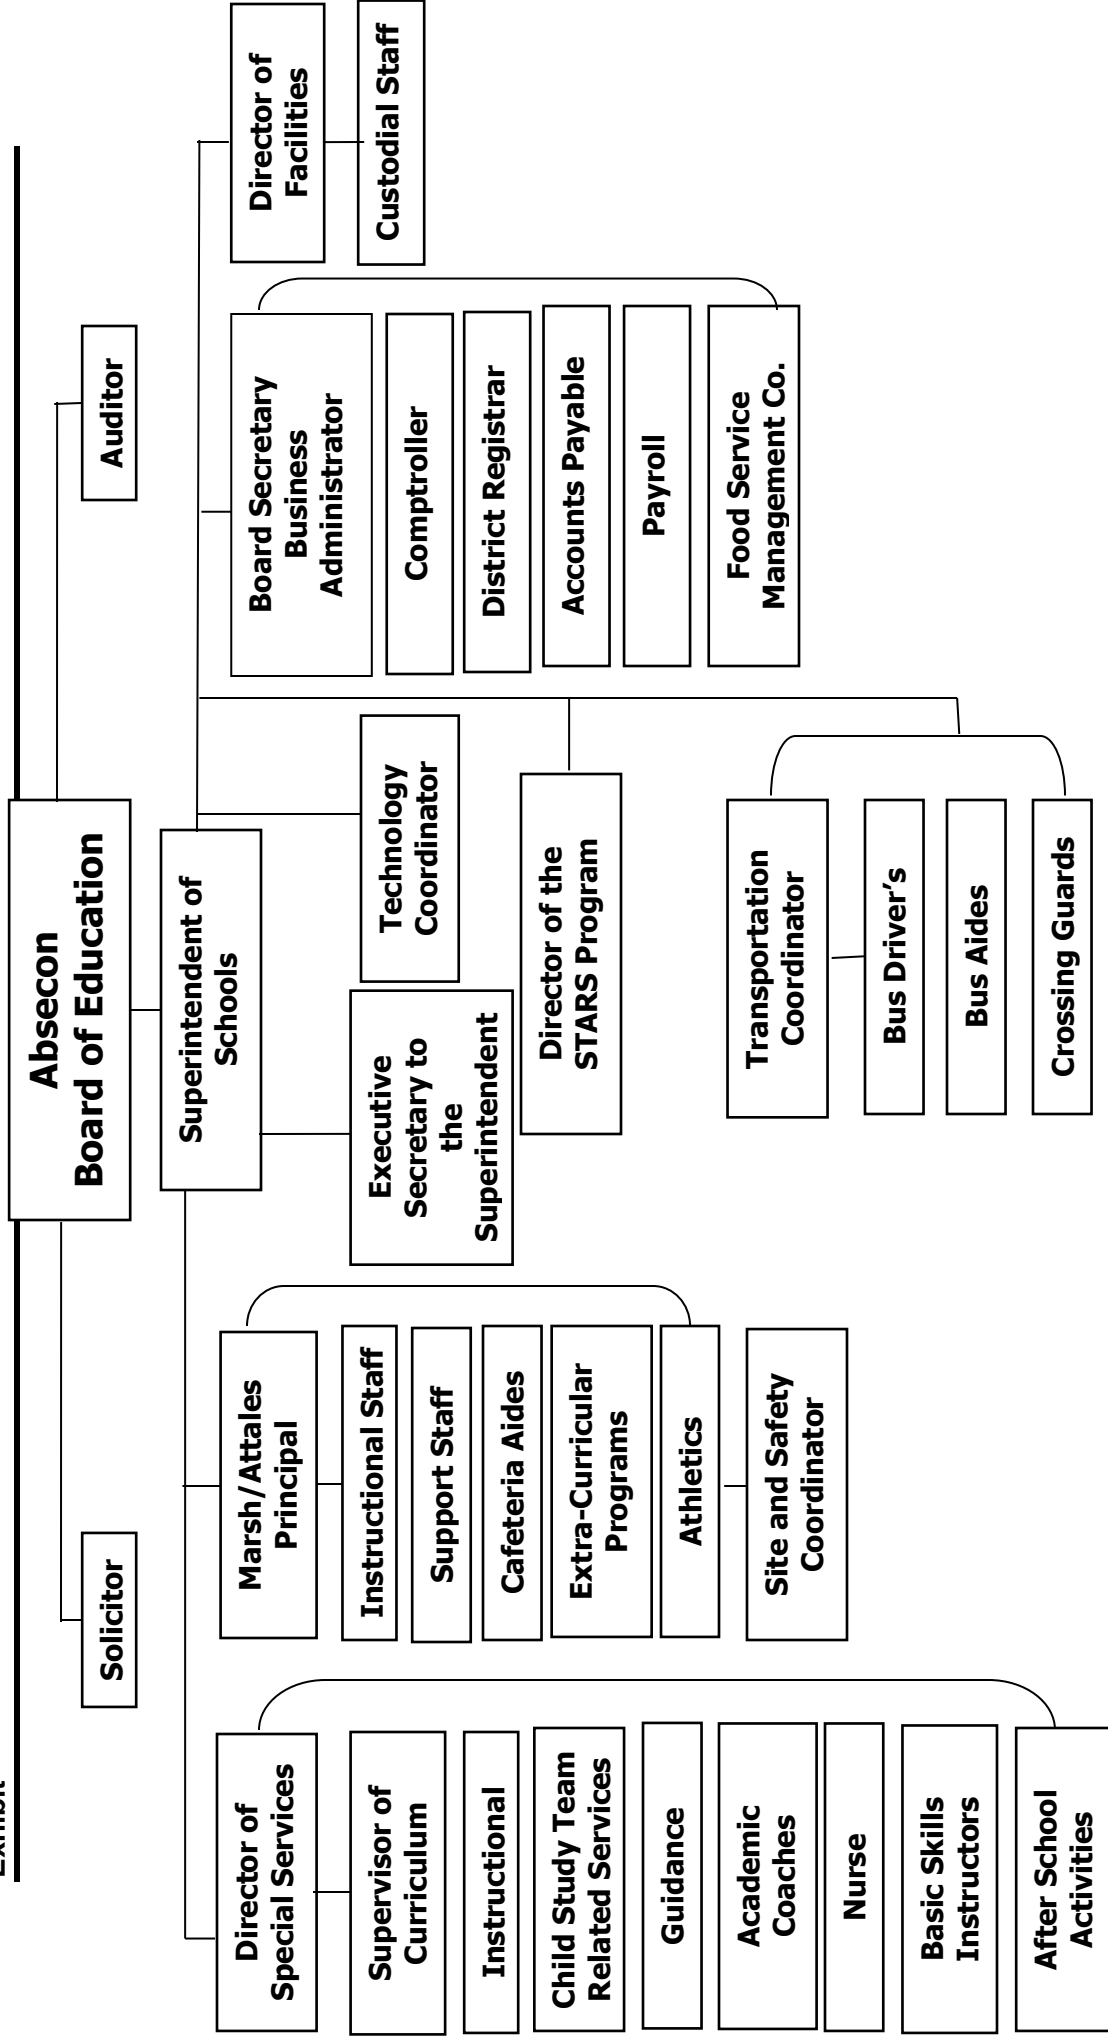 Exhibit
Absecon
Board of Education
Solicitor
Auditor
Superintendent of
Schools
Director of
Special Services
Supervisor of
Curriculum
Instructional
Child Study Team
Related Services
Guidance
Academic
Coaches
Nurse
Basic Skills
Instructors
After School
Activities
Marsh/Attales
Principal
Instructional Staff
Support Staff
Cafeteria Aides
Extra-Curricular
Programs
Athletics
Site and Safety
Coordinator
Executive
Secretary to
the
Superintendent
Technology
Coordinator
Director of the
STARS Program
Transportation
Coordinator
Bus Driver’s
Bus Aides
Crossing Guards
Board Secretary
Business
Administrator
Comptroller
District Registrar
Accounts Payable
Payroll
Food Service
Management Co.
Director of
Facilities
Custodial Staff